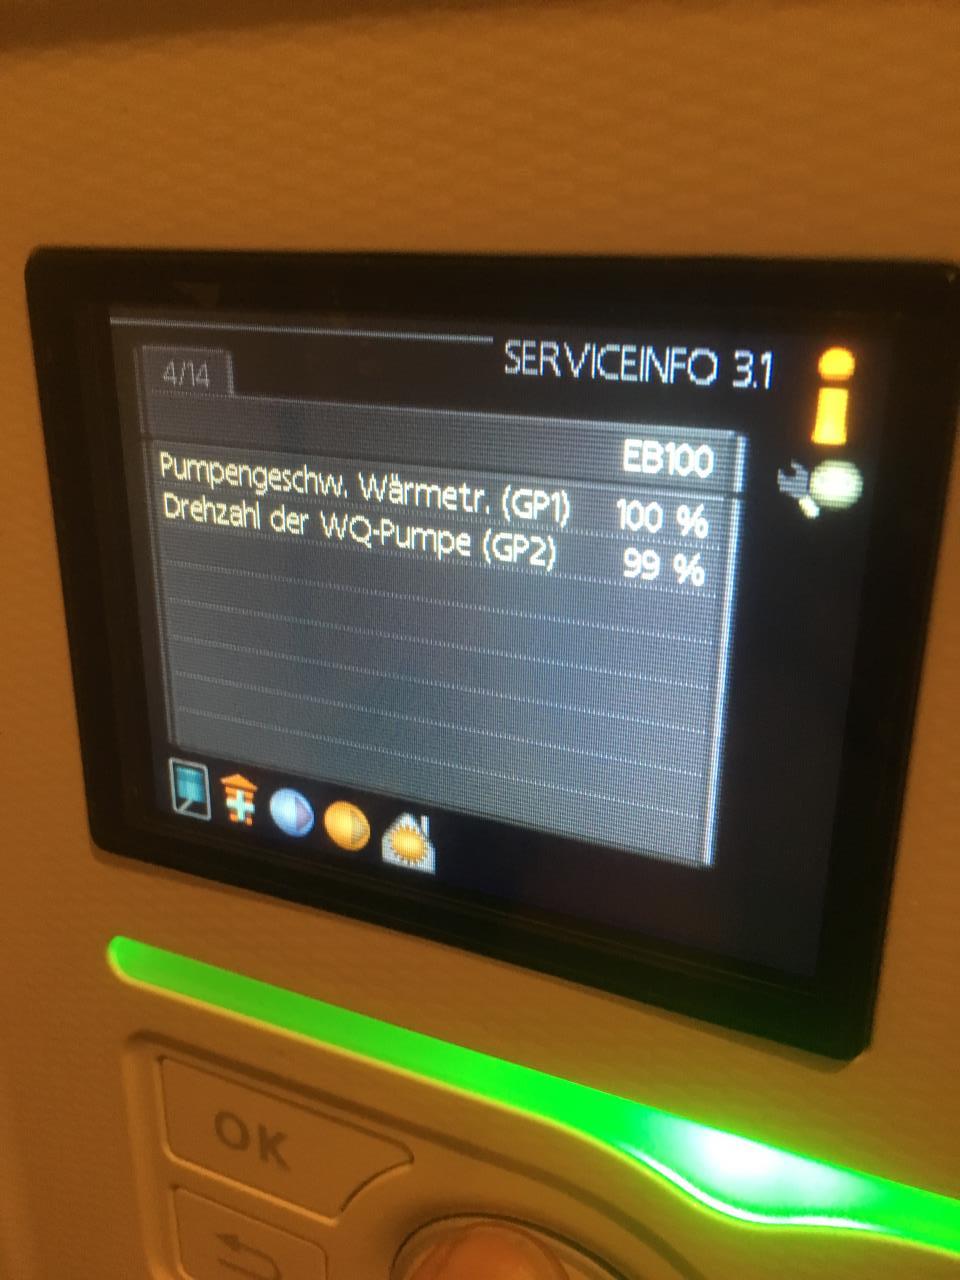 SERVICEINFO 3.1
4/14
EB100
Pumpengeschw. Wärmetr. (GP1) 100 %
Drehzahl der WQ-Pumpe (GP2) 99 %
OK